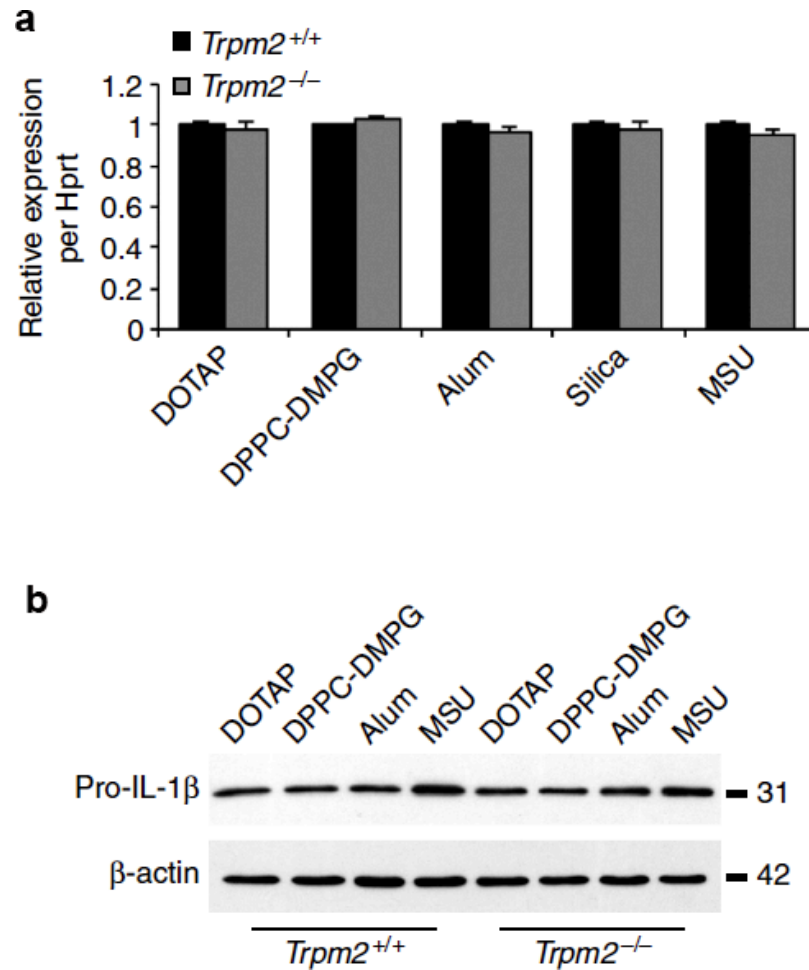 a
Trpm2+/+
Trpm2–/–
Relative expression
per Hprt
1.2
1
0.8
0.6
0.4
0.2
0
DOTAP
DPPC-DMPG
Alum
Silica
MSU
b
DOTAP
DPPC-DMPG
Alum
MSU
DOTAP
DPPC-DMPG
Alum
MSU
Pro-IL-1β
31
β-actin
42
Trpm2+/+
Trpm2–/–